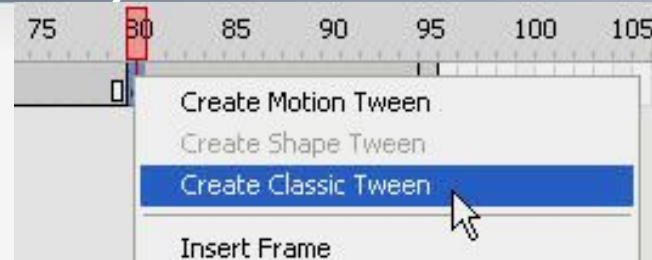 75 80 85 90 95 100 105
Create Motion Tween
Create Shape Tween
Create Classic Tween
Insert Frame